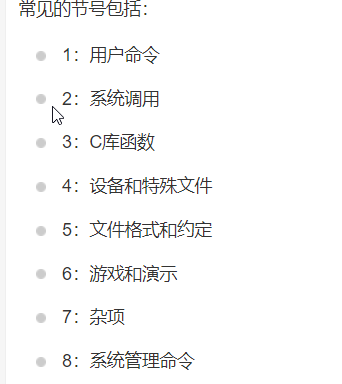 常见的节号包括：
1：用户命令
2：系统调用
3：C库函数
4：设备和特殊文件
5：文件格式和约定
6：游戏和演示
7：杂项
8：系统管理命令